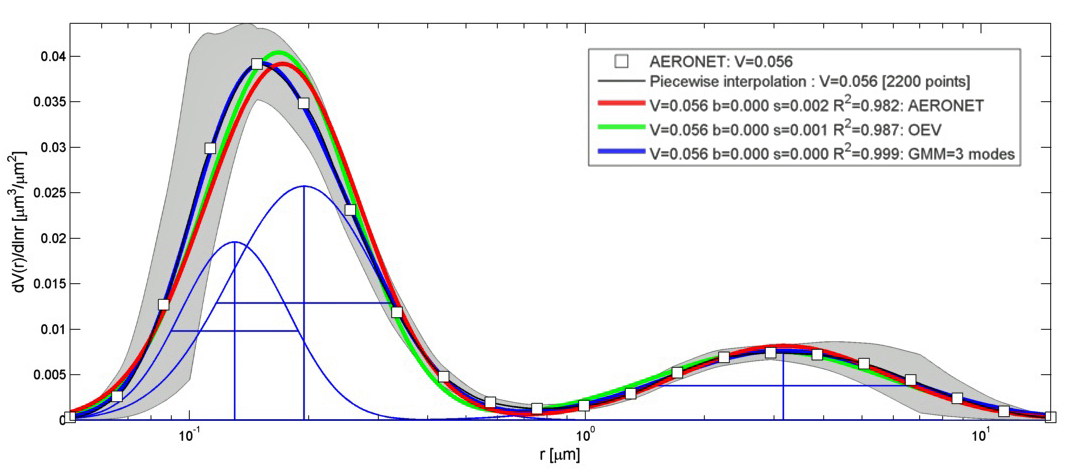 0.04
0.035
0.03
0.025
0.02
0.015
0.01
0.005
0
dV(r)/dlnr [μm³/μm²]
10⁻¹
10⁰
10¹
r [μm]
AERONET: V=0.056
Piecewise interpolation : V=0.056 [2200 points]
V=0.056 b=0.000 s=0.002 R²=0.982: AERONET
V=0.056 b=0.000 s=0.001 R²=0.987: OEV
V=0.056 b=0.000 s=0.000 R²=0.999: GMM=3 modes